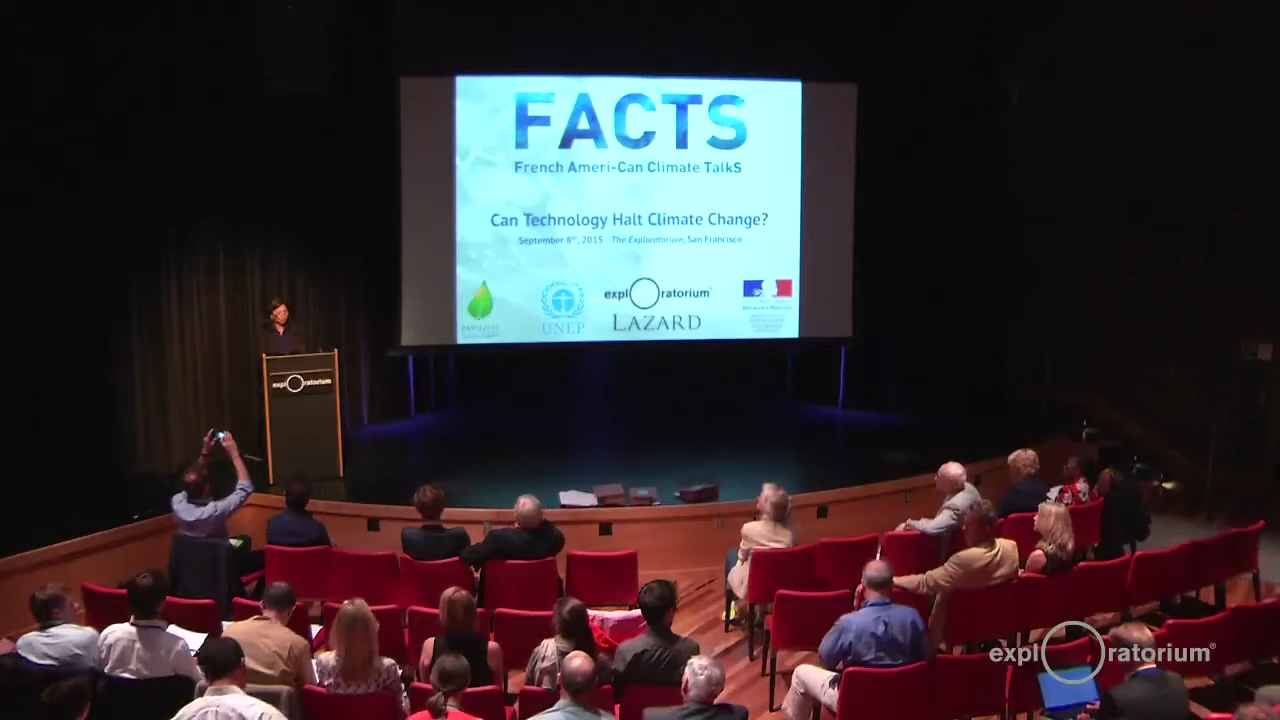 FACTS
French Ameri-Can Climate TalkS
Can Technology Halt Climate Change?
September 8th, 2015 The Exploratorium, San Francisco
UNEP
explOratorium®
LAZARD
explOratorium
explOratorium®